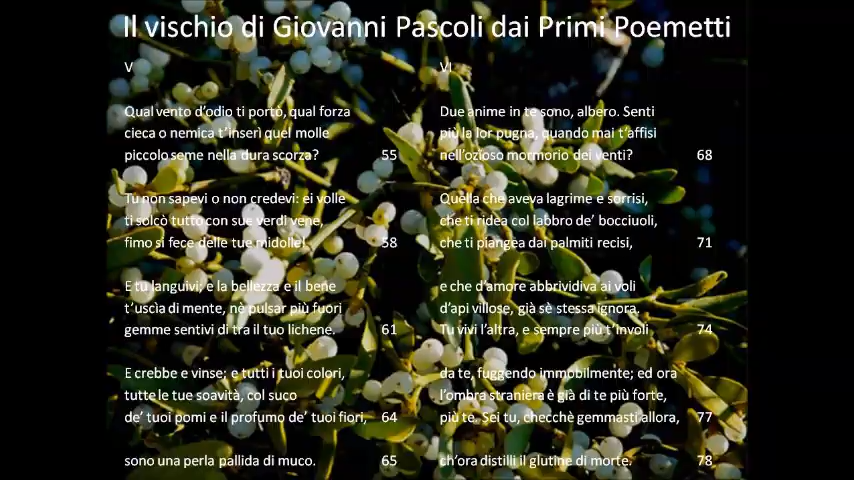 Il vischio di Giovanni Pascoli dai Primi Poemetti
V
Qual vento d'odio ti portò, qual forza
cieca o nemica t'inserì quel molle
piccolo seme nella dura scorza? 55
Tu non sapevi o non credevi: ei volle
ti solcò tutto con sue verdi vene,
fimo si fece delle tue midolle! 58
E tu languivi; e la bellezza e il bene
t'uscìa di mente, nè pulsar più fuori
gemme sentivi di tra il tuo lichene. 61
E crebbe e vinse; e tutti i tuoi colori,
tutte le tue soavità, col suco
de' tuoi pomi e il profumo de' tuoi fiori, 64
sono una perla pallida di muco. 65
VI
Due anime in te sono, albero. Senti
più la lor pugna, quando mai t'affisi
nell'ozioso mormorio dei venti? 68
Quella che aveva lagrime e sorrisi,
che ti ridea col labbro de' bocciuoli,
che ti piangea dai palmiti recisi, 71
e che d'amore abbrividiva ai voli
d'api villose, già sè stessa ignora.
Tu vivi l'altra, e sempre più t'involi 74
da te, fuggendo immobilmente; ed ora
l'ombra straniera è già di te più forte,
più te. Sei tu, checchè gemmasti allora, 77
ch'ora distilli il glutine di morte. 78